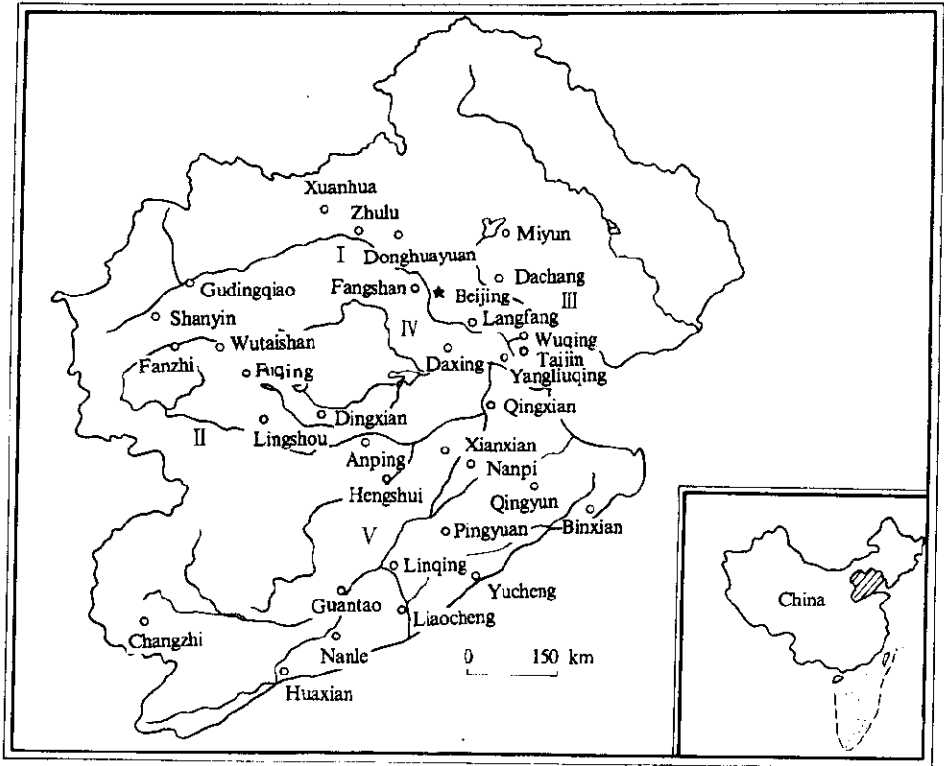 Xuanhua
Zhulu
Miyun
I
Donghuayuan
Dachang
Gudingqiao
Fangshan
Beijing
III
Shanyin
Langfang
IV
Wuqing
Fanzhi
Wutaishan
Daxing
Taijin
Fuqing
Yangliuqing
Dingxian
Qingxian
II
Lingshou
Anping
Xianxian
Nanpi
Hengshui
Qingyun
V
Pingyuan
Binxian
Linqing
Yucheng
Guantao
Liaocheng
China
Changzhi
Nanle
0 150 km
Huaxian